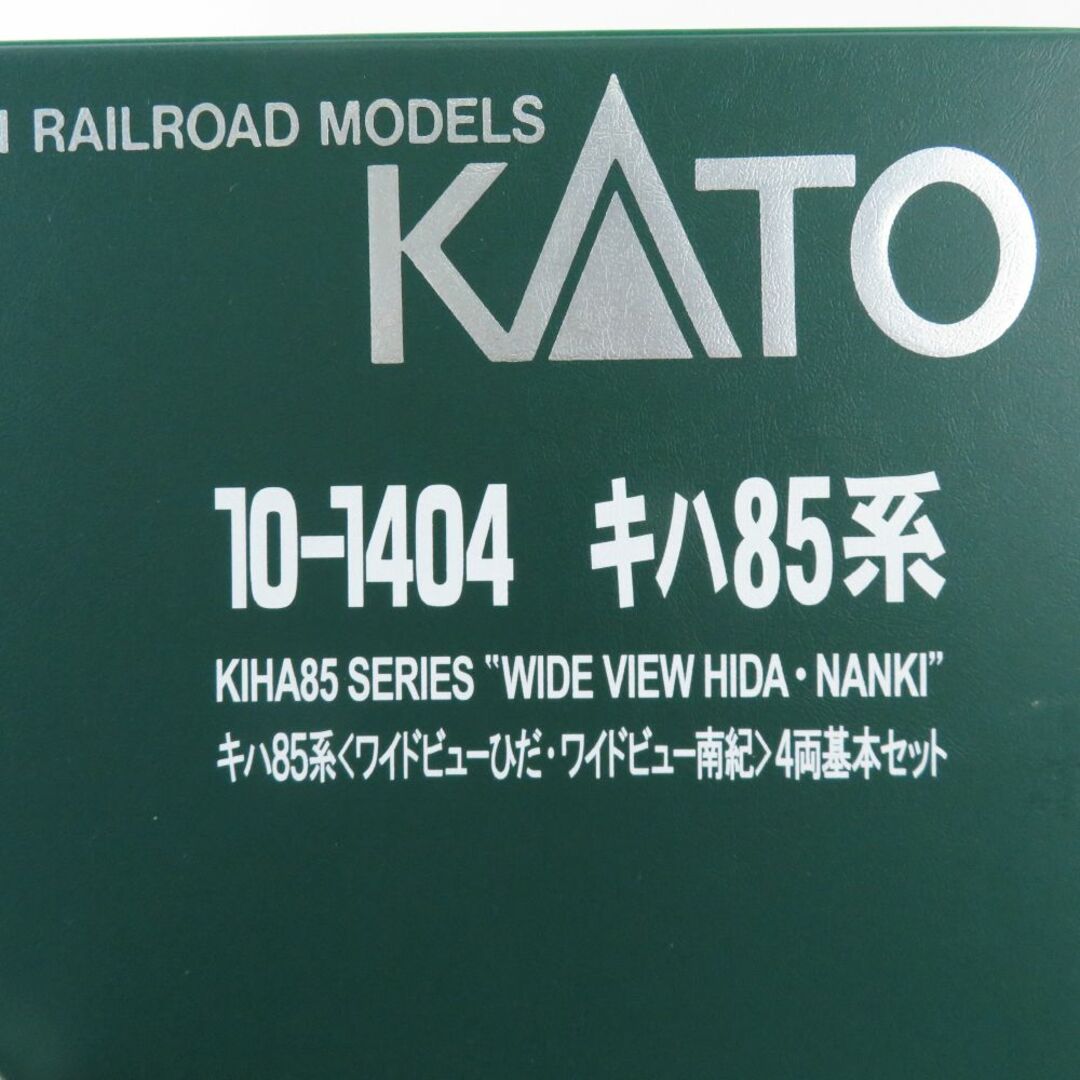 RAILROAD MODELS
KATO
10-1404 キハ85系
KIHA85 SERIES “WIDE VIEW HIDA・NANKI”
キハ85系〈ワイドビューひだ・ワイドビュー南紀〉4両基本セット